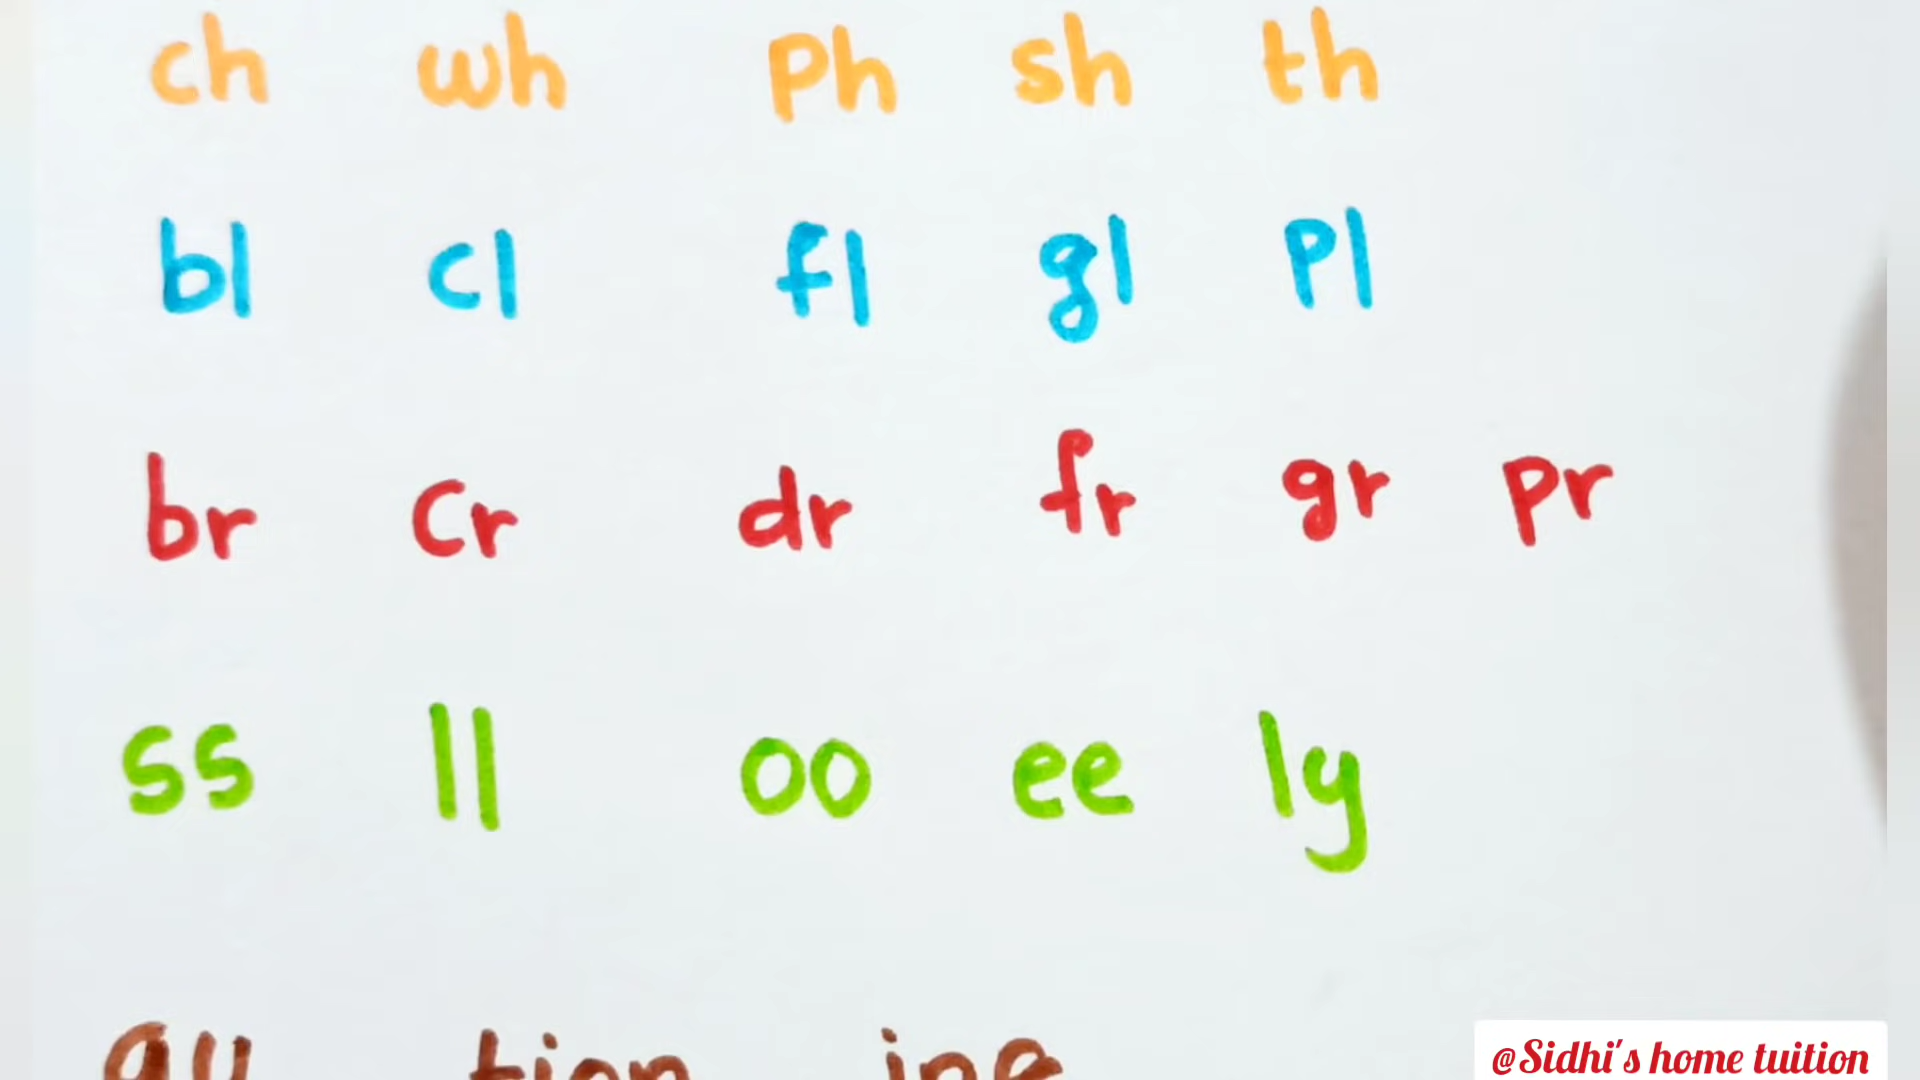 ch wh ph sh th
bl cl fl gl pl
br cr dr fr gr pr
ss ll oo ee ly
tion
@Sidhi's home tuition